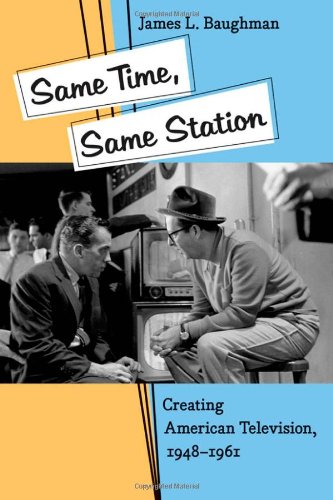 James L. Baughman
Same Time,
Same Station
Creating
American Television,
1948–1961